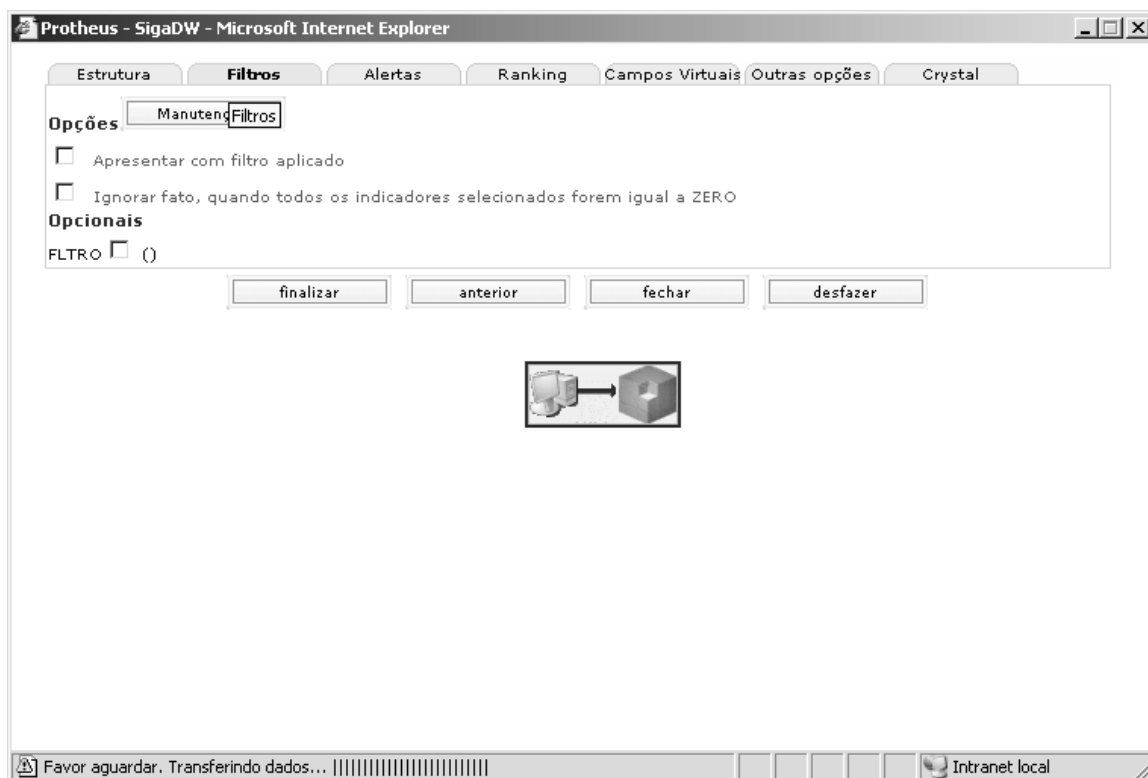 Protheus - SigaDW - Microsoft Internet Explorer
Estrutura Filtros Alertas Ranking Campos Virtuais Outras opções Crystal
Opções Manutenç Filtros
Apresentar com filtro aplicado
Ignorar fato, quando todos os indicadores selecionados forem igual a ZERO
Opcionais
FLTRO ()
finalizar anterior fechar desfazer
Favor aguardar. Transferindo dados... |||||||||||||||||||||||||| Intranet local